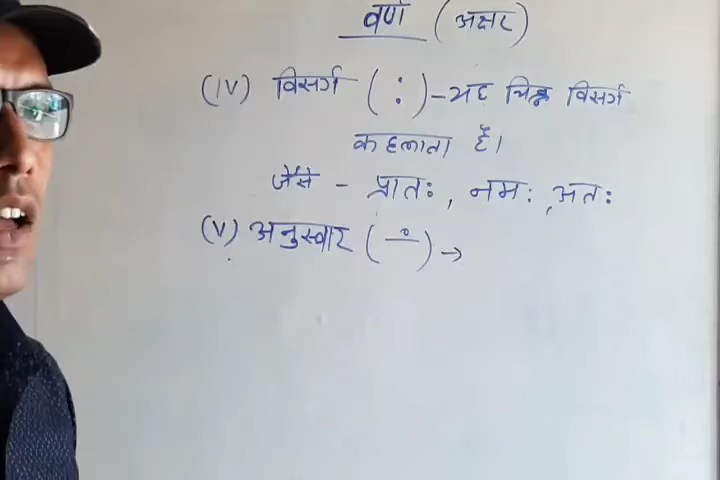 वर्ण (अक्षर)
(IV) विसर्ग (:) - यह चिह्न विसर्ग
कहलाता है।
जैसे - प्रातः, नमः, अतः
(V) अनुस्वार (ं) →